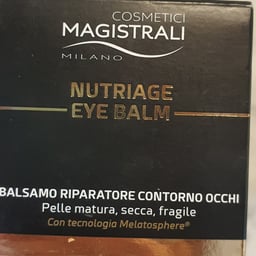 COSMETICI
MAGISTRALI
MILANO
NUTRIAGE
EYE BALM
BALSAMO RIPARATORE CONTORNO OCCHI
Pelle matura, secca, fragile
Con tecnologia Melatosphere®